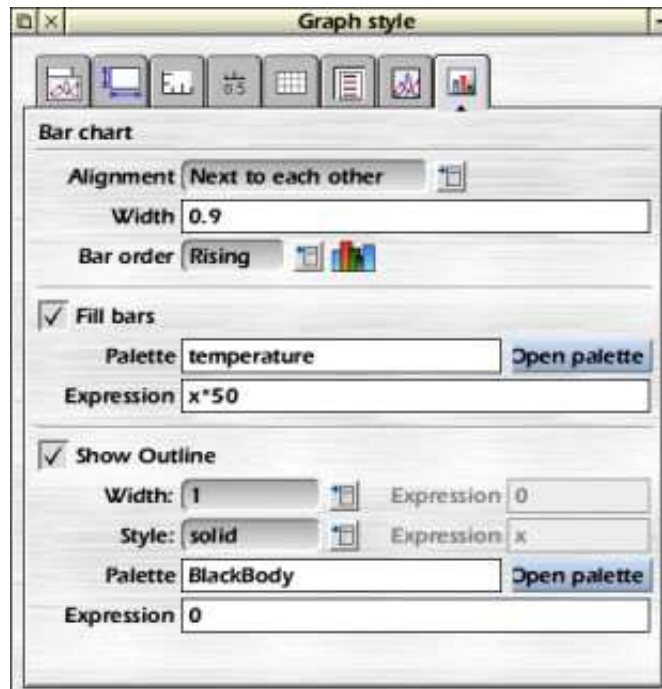 Graph style
0.5
Bar chart
Alignment Next to each other
Width 0.9
Bar order Rising
Fill bars
Palette temperature Open palette
Expression x*50
Show Outline
Width: 1 Expression 0
Style: solid Expression x
Palette BlackBody Open palette
Expression 0